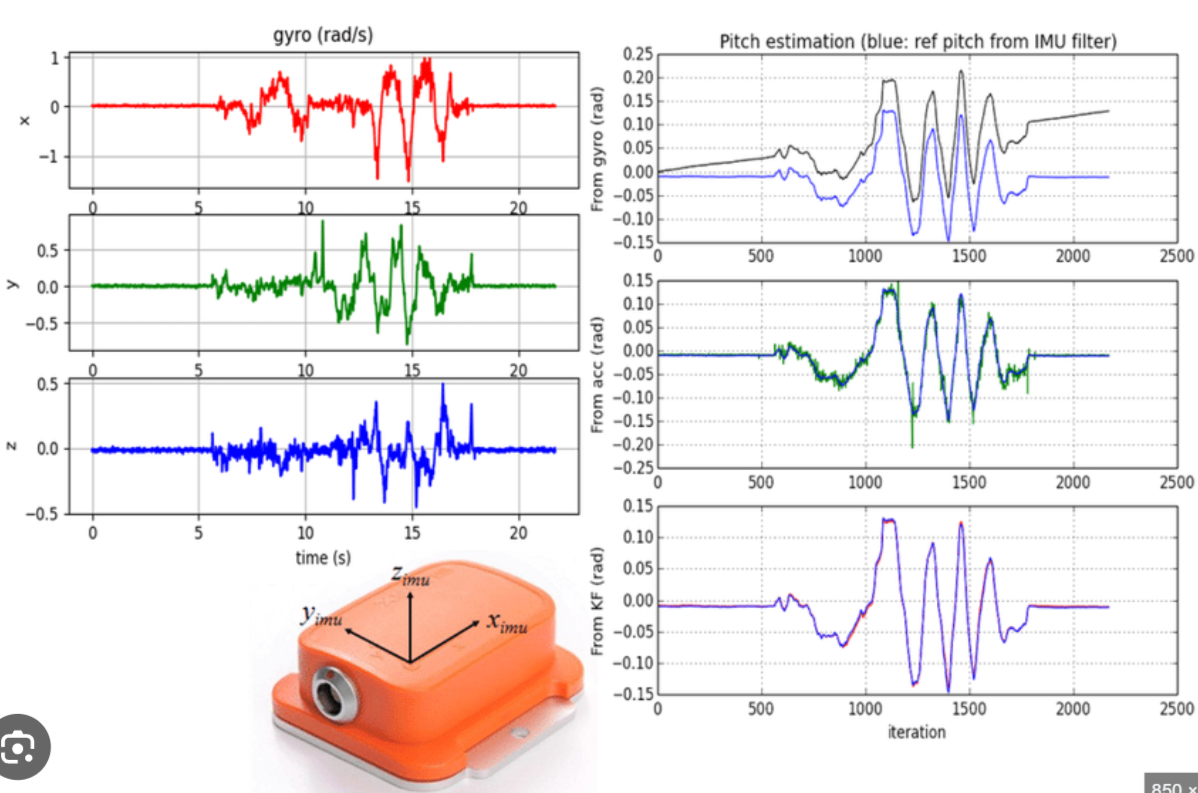 gyro (rad/s)
1
0
−1
x
0 5 10 15 20
0.5
0.0
−0.5
y
0 5 10 15 20
0.5
0.0
−0.5
z
0 5 10 15 20
time (s)
z imu
y imu
x imu
Pitch estimation (blue: ref pitch from IMU filter)
0.25
0.20
0.15
0.10
0.05
0.00
−0.05
−0.10
−0.15
From gyro (rad)
0 500 1000 1500 2000 2500
0.15
0.10
0.05
0.00
−0.05
−0.10
−0.15
−0.20
−0.25
From acc (rad)
0 500 1000 1500 2000 2500
0.15
0.10
0.05
0.00
−0.05
−0.10
−0.15
From KF (rad)
0 500 1000 1500 2000 2500
iteration
850 ×